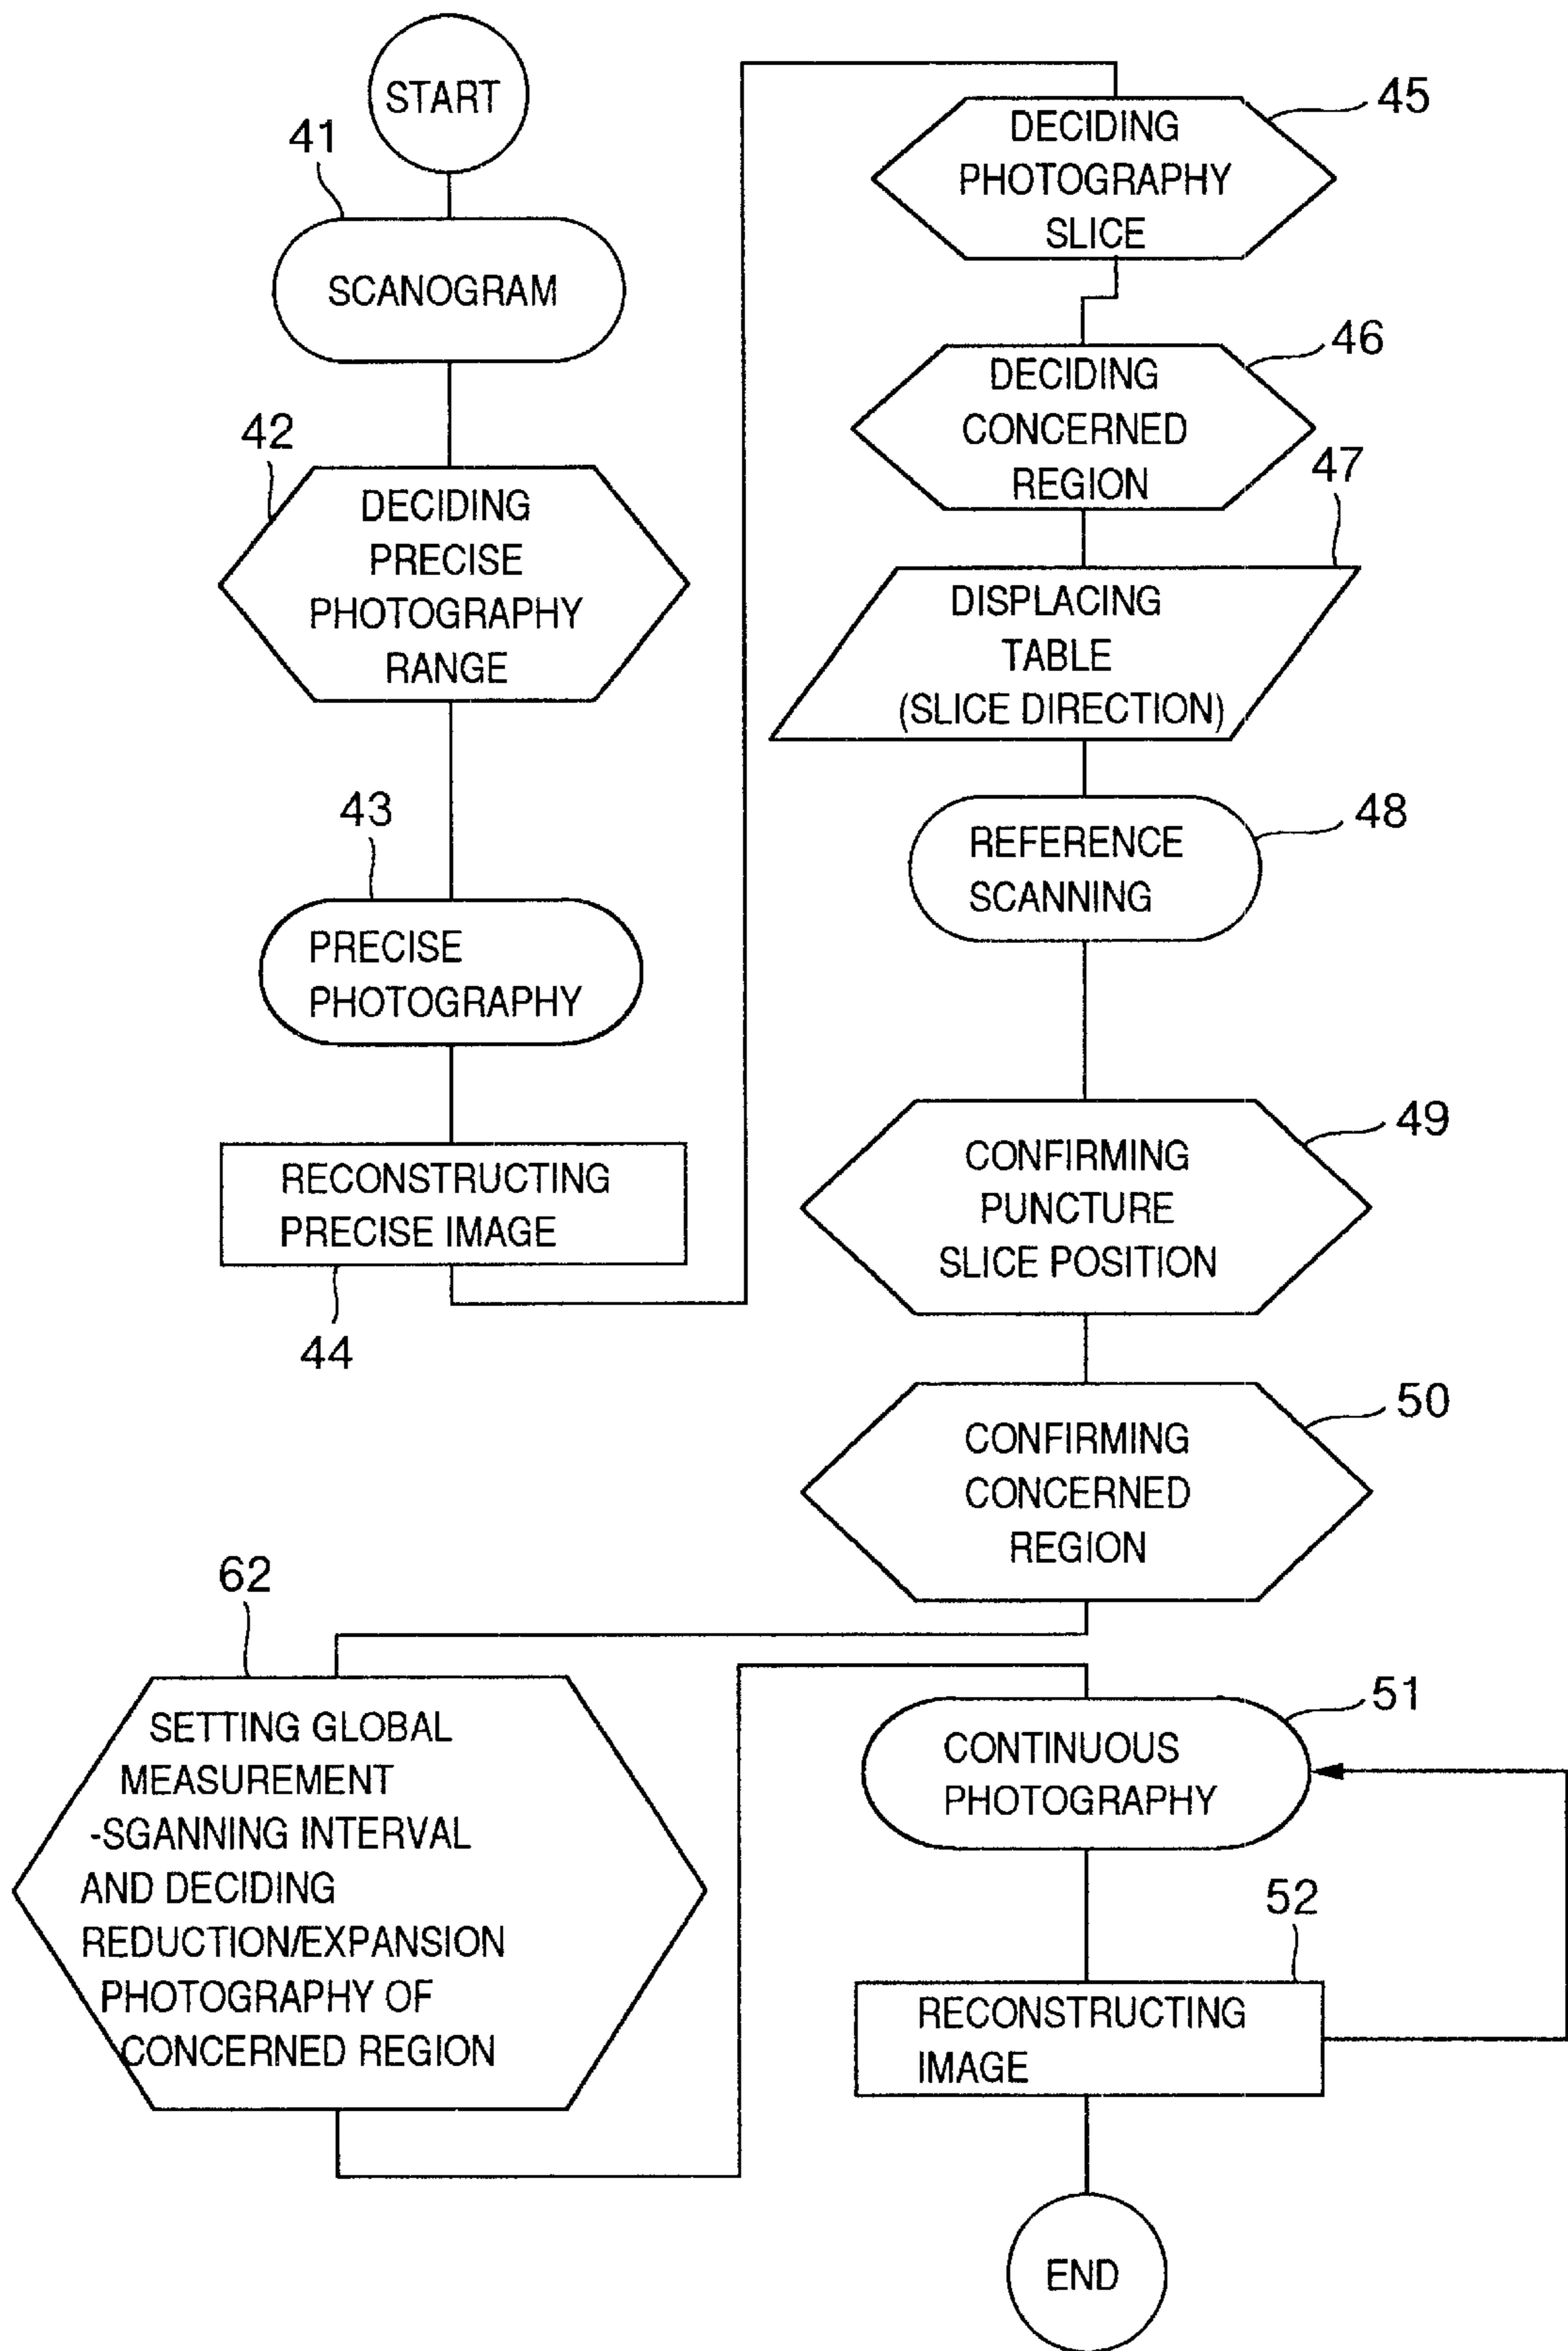 START
41
SCANOGRAM
42
DECIDING
PRECISE
PHOTOGRAPHY
RANGE
43
PRECISE
PHOTOGRAPHY
RECONSTRUCTING
PRECISE IMAGE
44
45
DECIDING
PHOTOGRAPHY
SLICE
46
DECIDING
CONCERNED
REGION
47
DISPLACING
TABLE
(SLICE DIRECTION)
48
REFERENCE
SCANNING
49
CONFIRMING
PUNCTURE
SLICE POSITION
50
CONFIRMING
CONCERNED
REGION
62
SETTING GLOBAL
MEASUREMENT
-SGANNING INTERVAL
AND DECIDING
REDUCTION/EXPANSION
PHOTOGRAPHY OF
CONCERNED REGION
51
CONTINUOUS
PHOTOGRAPHY
52
RECONSTRUCTING
IMAGE
END